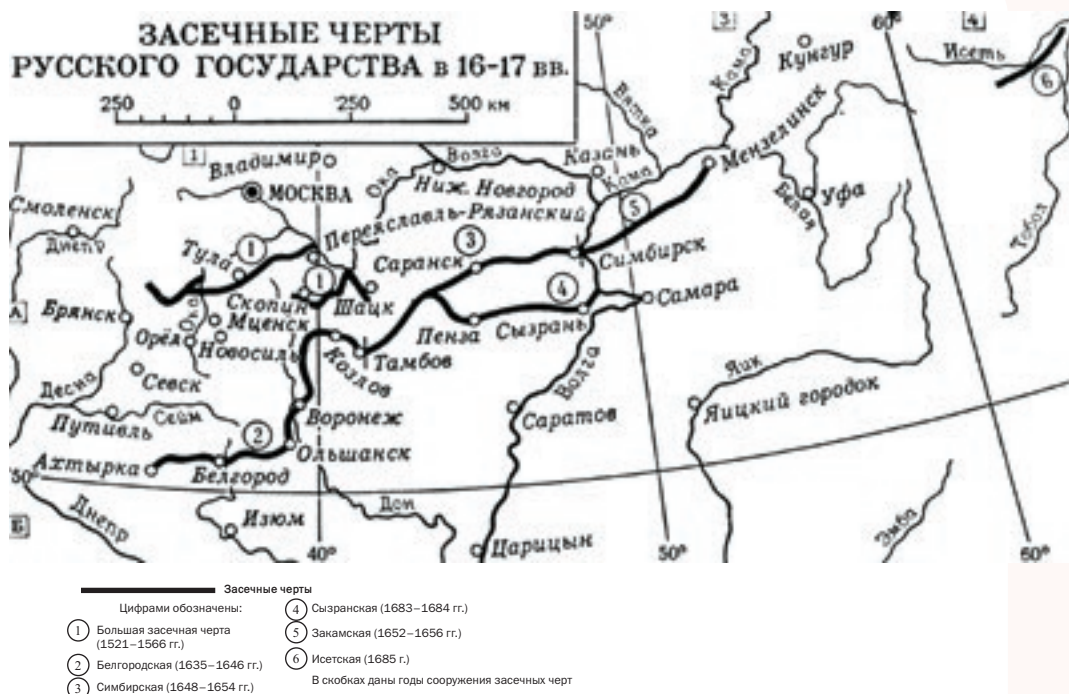 ЗАСЕЧНЫЕ ЧЕРТЫ
РУССКОГО ГОСУДАРСТВА в 16-17 вв.
250 0 250 500 км
50°
3
60°
4
Кунгур
Исеть
6
Кама
Вятка
1
Владимир
Волга
Казань
Мензелинск
МОСКВА
Ока
Ниж. Новгород
Кама
5
Уфа
Белая
Смоленск
Днепр
Переяславль-Рязанский
Тобол
Тула
1
1
Саранск
3
Симбирск
Скопин
Шацк
4
Самара
А
Брянск
Ока
Мценск
Пенза
Сызрань
Орёл
Новосиль
Козлов
Тамбов
Волга
Яик
Севск
Десна
Сейм
Воронеж
Саратов
Яицкий городок
Путивль
2
Ольшанск
Ахтырка
Белгород
50°
Днепр
Дон
Б
Изюм
Царицын
Эмба
40°
50°
60°
Засечные черты
Цифрами обозначены:
1 Большая засечная черта
(1521–1566 гг.)
2 Белгородская (1635–1646 гг.)
3 Симбирская (1648–1654 гг.)
4 Сызранская (1683–1684 гг.)
5 Закамская (1652–1656 гг.)
6 Исетская (1685 г.)
В скобках даны годы сооружения засечных черт